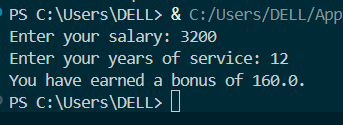 PS C:\Users\DELL> & C:/Users/DELL/App
Enter your salary: 3200
Enter your years of service: 12
You have earned a bonus of 160.0.
PS C:\Users\DELL>